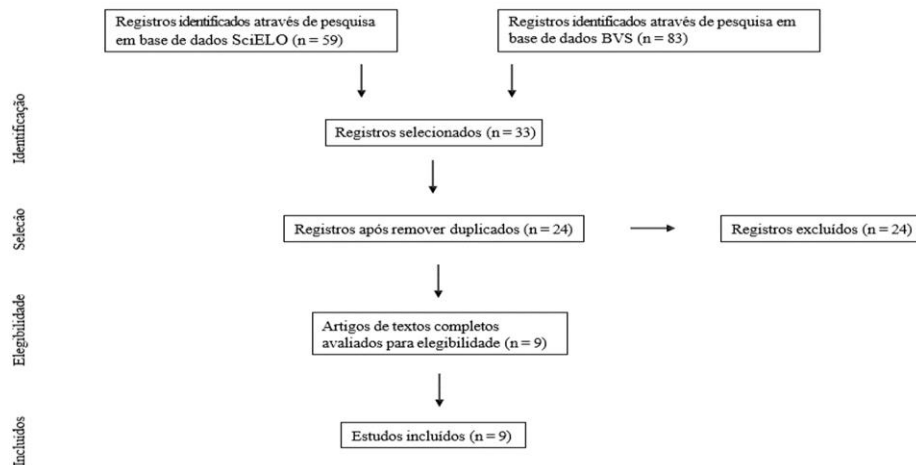 Registros identificados através de pesquisa
em base de dados SciELO (n = 59)
Registros identificados através de pesquisa em
base de dados BVS (n = 83)
Identificação
Registros selecionados (n = 33)
Seleção
Registros após remover duplicados (n = 24)
Registros excluídos (n = 24)
Elegibilidade
Artigos de textos completos
avaliados para elegibilidade (n = 9)
Incluídos
Estudos incluídos (n = 9)